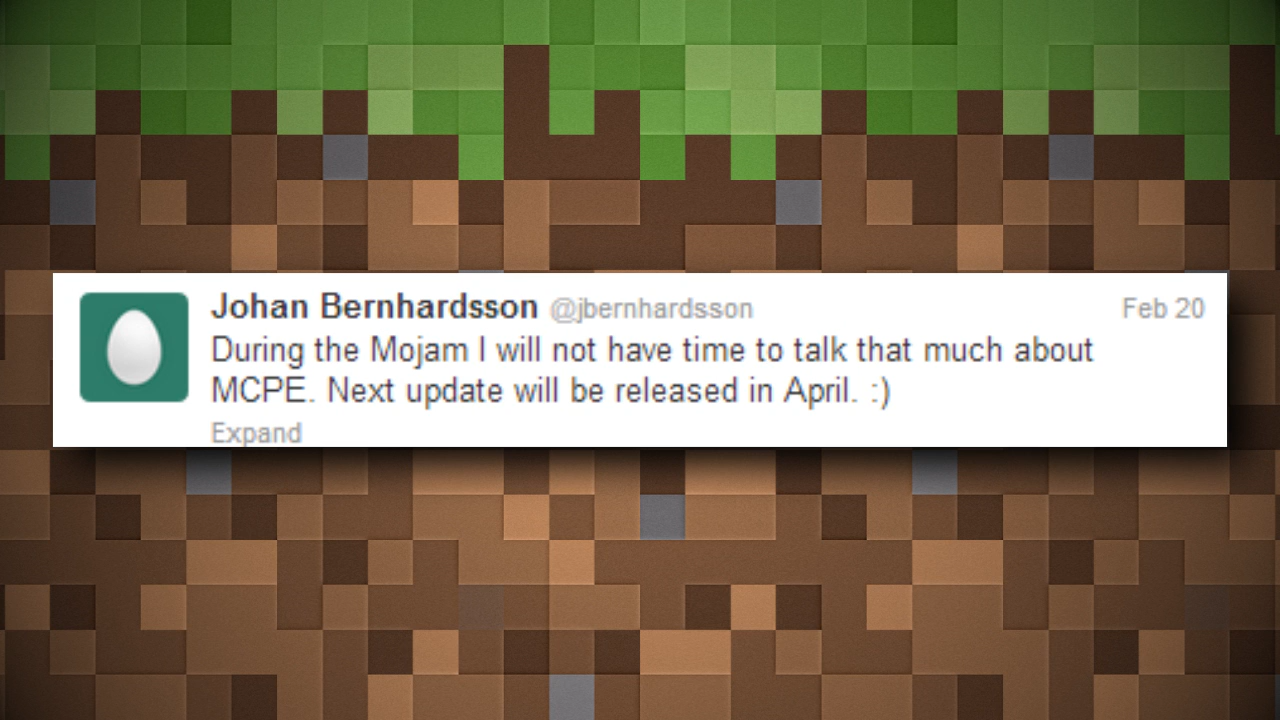 Johan Bernhardsson @jbernhardsson Feb 20
During the Mojam I will not have time to talk that much about
MCPE. Next update will be released in April. :)
Expand